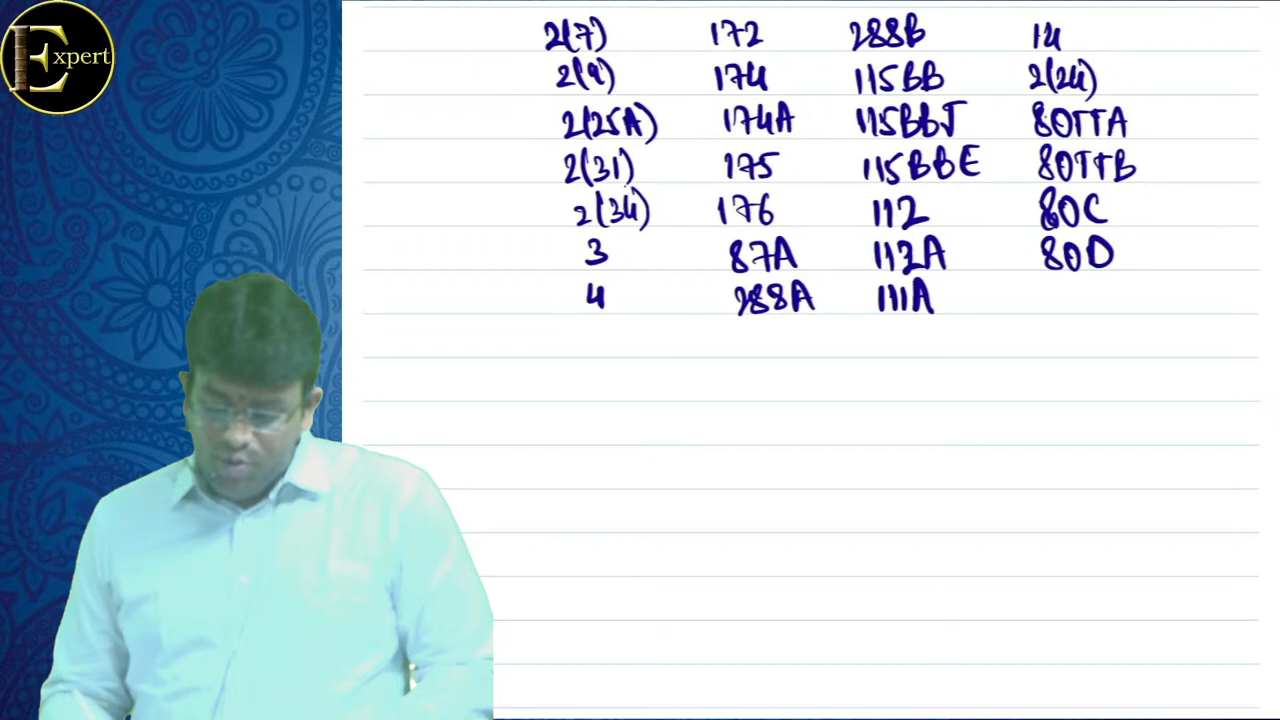 Expert
2(7) 172 288B 14
2(9) 174 115BB 2(24)
2(25A) 174A 115BBJ 80TTA
2(31) 175 115BBE 80TTB
2(34) 176 112 80C
3 87A 112A 80D
4 288A 111A